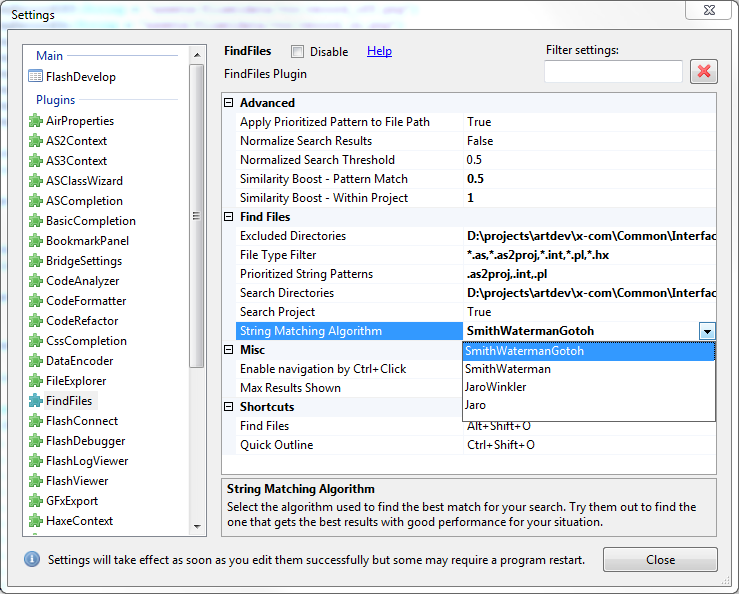 Settings
Main
FlashDevelop
Plugins
AirProperties
AS2Context
AS3Context
ASClassWizard
ASCompletion
BasicCompletion
BookmarkPanel
BridgeSettings
CodeAnalyzer
CodeFormatter
CodeRefactor
CssCompletion
DataEncoder
FileExplorer
FindFiles
FlashConnect
FlashDebugger
FlashLogViewer
FlashViewer
GFxExport
HaxeContext
FindFiles Disable Help
FindFiles Plugin
Filter settings:
Advanced
Apply Prioritized Pattern to File Path True
Normalize Search Results False
Normalized Search Threshold 0.5
Similarity Boost - Pattern Match 0.5
Similarity Boost - Within Project 1
Find Files
Excluded Directories D:\projects\artdev\x-com\Common\Interfac
File Type Filter *.as,*.as2proj,*.int,*.pl,*.hx
Prioritized String Patterns .as2proj,.int,.pl
Search Directories D:\projects\artdev\x-com\Common\Interfac
Search Project True
String Matching Algorithm SmithWatermanGotoh
SmithWatermanGotoh
SmithWaterman
JaroWinkler
Jaro
Misc
Enable navigation by Ctrl+Click
Max Results Shown
Shortcuts
Find Files Alt+Shift+O
Quick Outline Ctrl+Shift+O
String Matching Algorithm
Select the algorithm used to find the best match for your search. Try them out to find the
one that gets the best results with good performance for your situation.
Settings will take effect as soon as you edit them successfully but some may require a program restart.
Close